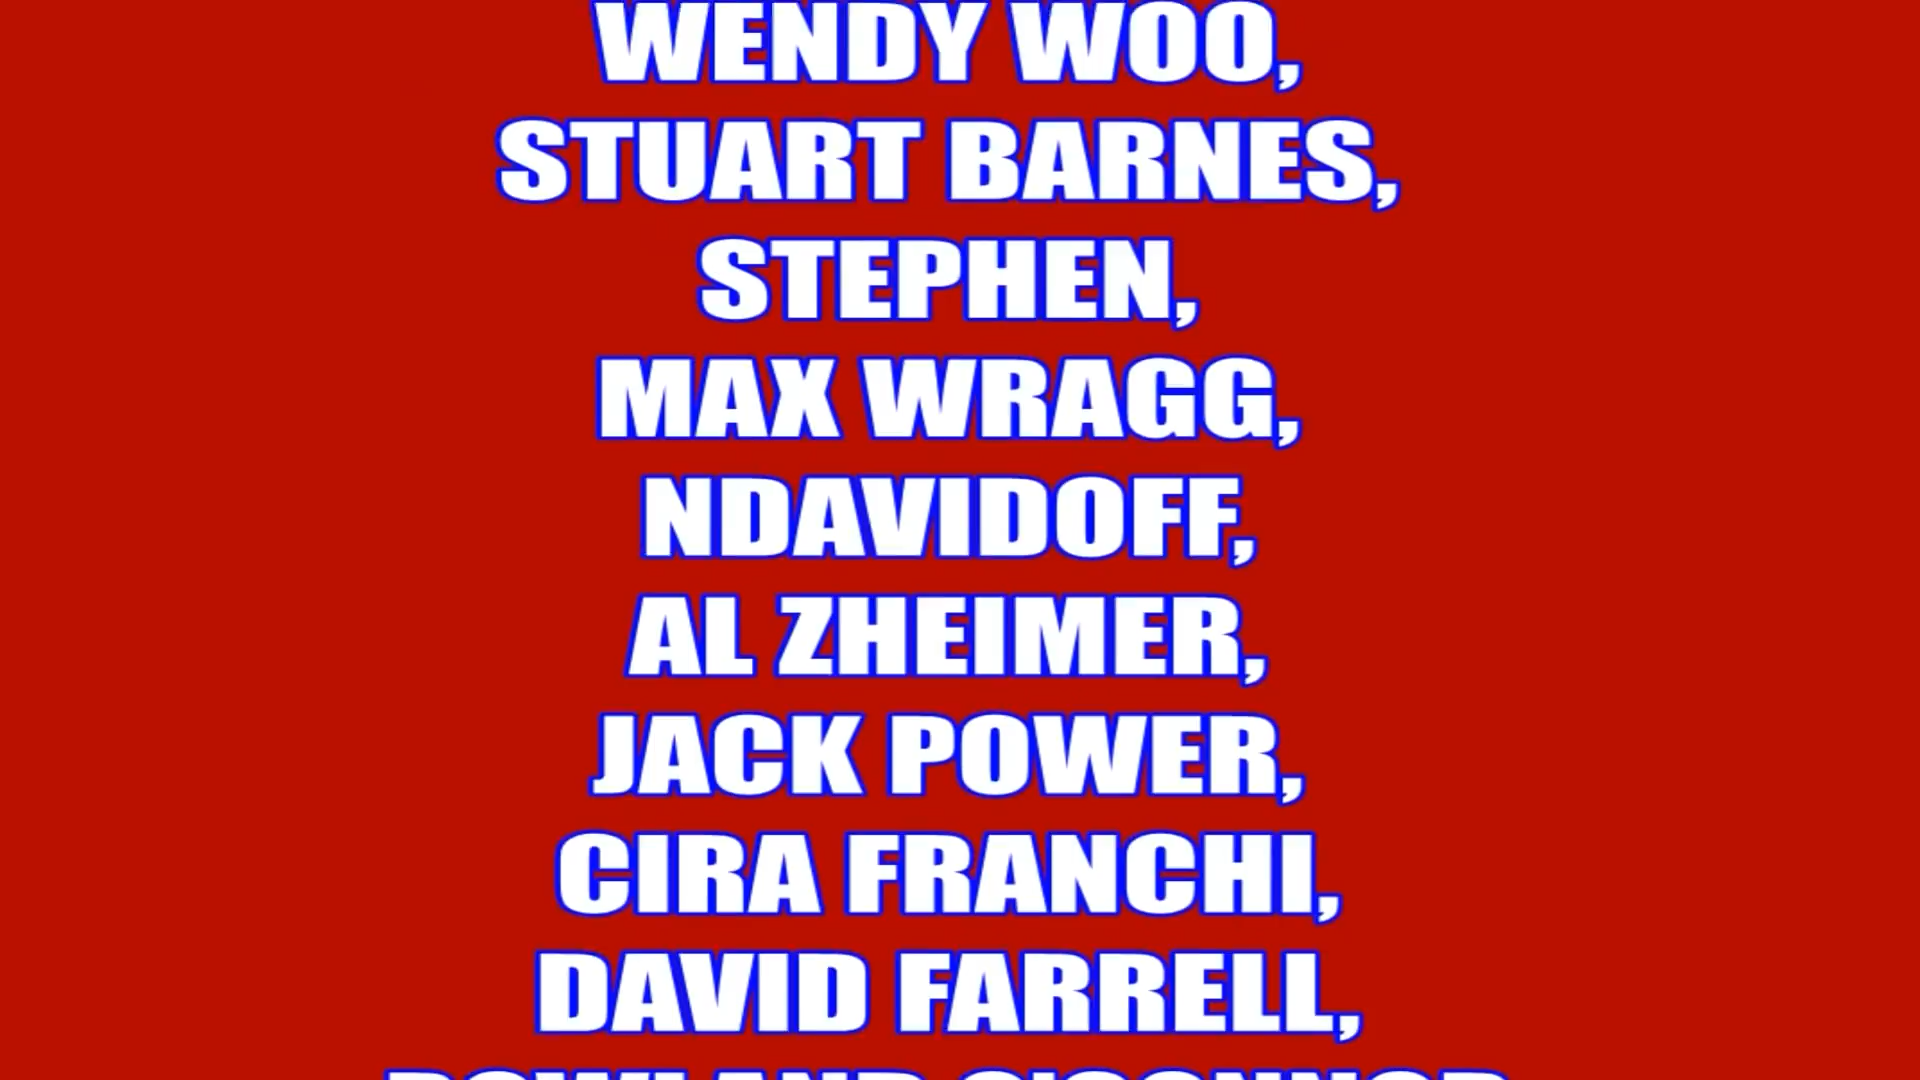 WENDY WOO,
STUART BARNES,
STEPHEN,
MAX WRAGG,
NDAVIDOFF,
AL ZHEIMER,
JACK POWER,
CIRA FRANCHI,
DAVID FARRELL,